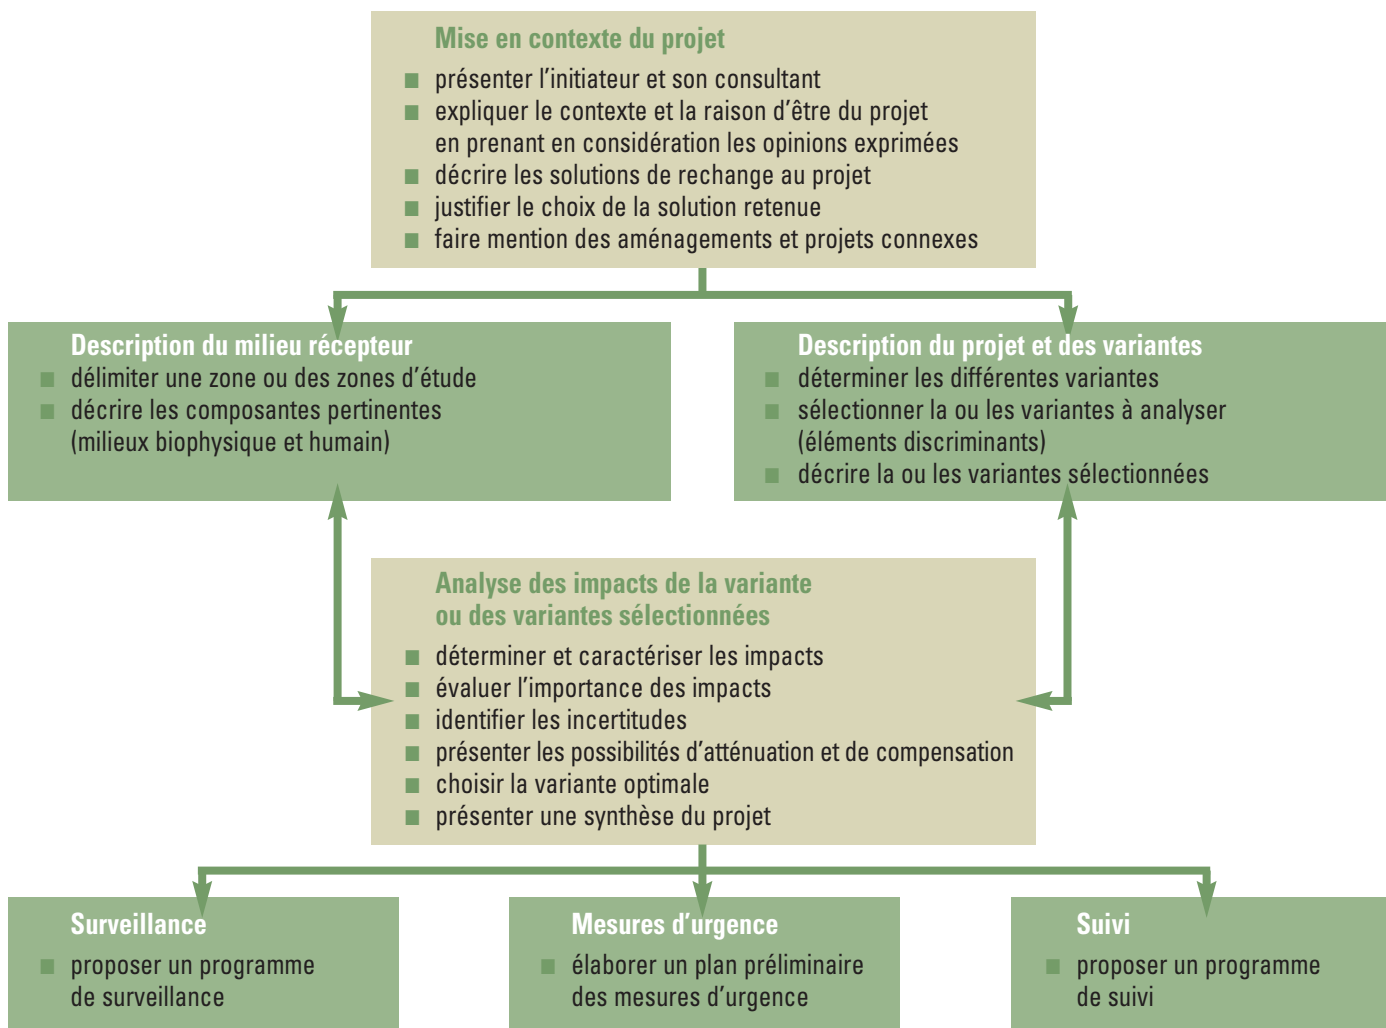 Mise en contexte du projet
■ présenter l’initiateur et son consultant
■ expliquer le contexte et la raison d’être du projet
en prenant en considération les opinions exprimées
■ décrire les solutions de rechange au projet
■ justifier le choix de la solution retenue
■ faire mention des aménagements et projets connexes
Description du milieu récepteur
■ délimiter une zone ou des zones d’étude
■ décrire les composantes pertinentes
(milieux biophysique et humain)
Description du projet et des variantes
■ déterminer les différentes variantes
■ sélectionner la ou les variantes à analyser
(éléments discriminants)
■ décrire la ou les variantes sélectionnées
Analyse des impacts de la variante
ou des variantes sélectionnées
■ déterminer et caractériser les impacts
■ évaluer l’importance des impacts
■ identifier les incertitudes
■ présenter les possibilités d’atténuation et de compensation
■ choisir la variante optimale
■ présenter une synthèse du projet
Surveillance
■ proposer un programme
de surveillance
Mesures d’urgence
■ élaborer un plan préliminaire
des mesures d’urgence
Suivi
■ proposer un programme
de suivi